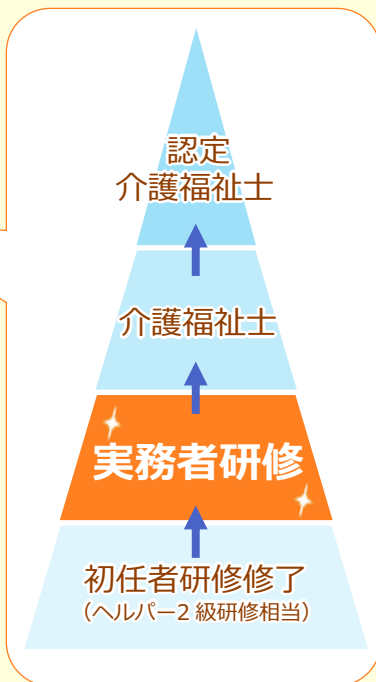 認定
介護福祉士
介護福祉士
実務者研修
初任者研修修了
(ヘルパー2 級研修相当)